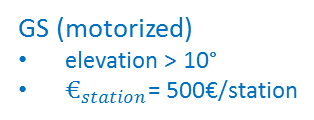 GS (motorized)
• elevation > 10°
• €station = 500€/station